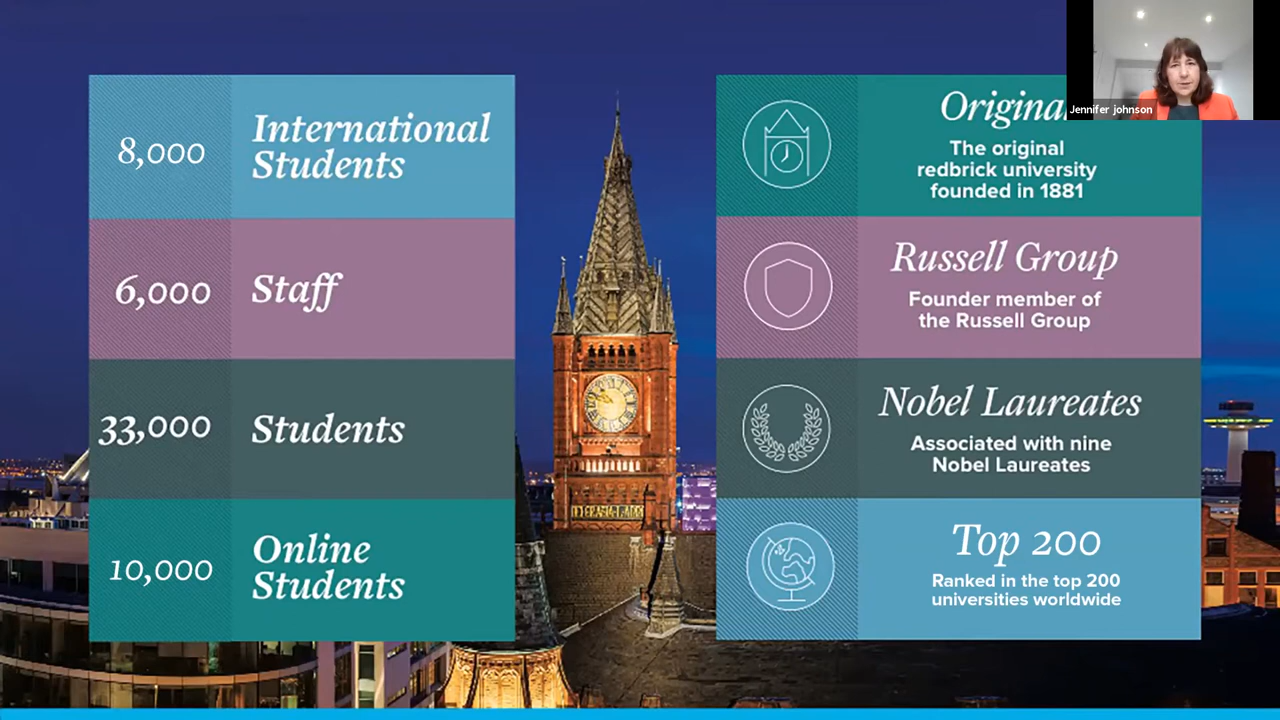 8,000
International
Students
6,000
Staff
33,000
Students
10,000
Online
Students
Original
The original
redbrick university
founded in 1881
Russell Group
Founder member of
the Russell Group
Nobel Laureates
Associated with nine
Nobel Laureates
Top 200
Ranked in the top 200
universities worldwide
Jennifer johnson